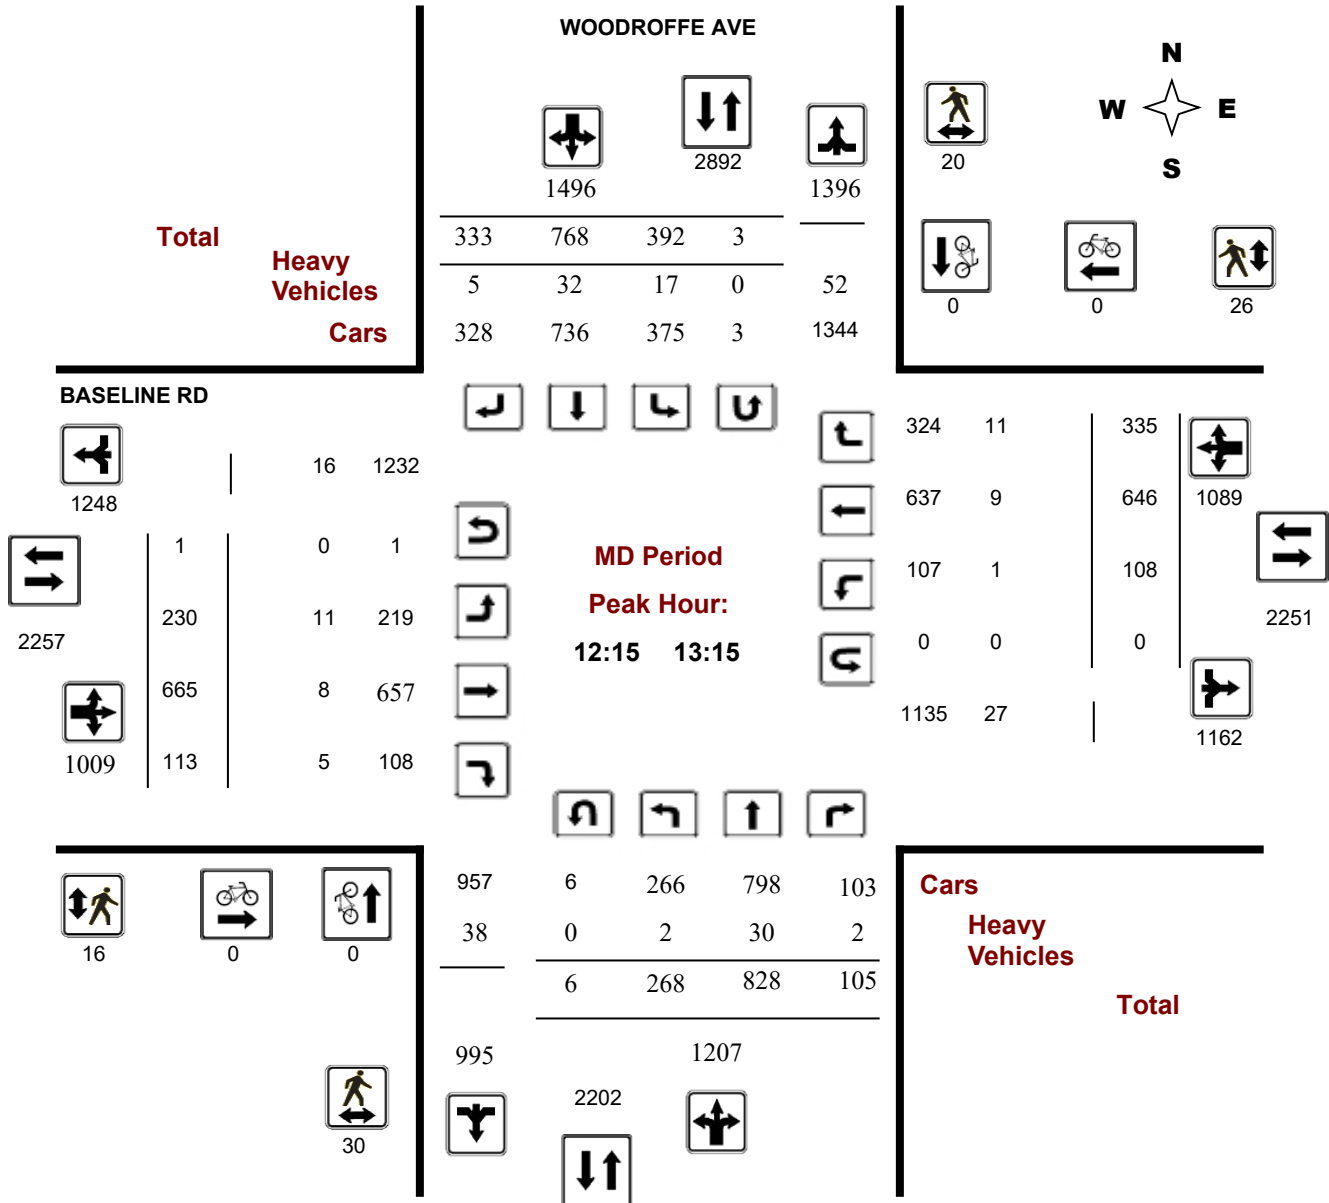 WOODROFFE AVE
N
W E
S
2892
20
1496
1396
Total
333 768 392 3
Heavy
Vehicles
5 32 17 0 52
0 0 26
Cars
328 736 375 3 1344
BASELINE RD
324 11 335
16 1232
1248
637 9 646
1089
1 0 1
MD Period
107 1 108
Peak Hour:
230 11 219
2251
2257
12:15 13:15
0 0 0
665 8 657
1135 27
1162
1009
113 5 108
957 6 266 798 103
Cars
38 0 2 30 2
Heavy
Vehicles
16 0 0
6 268 828 105
Total
995
1207
2202
30